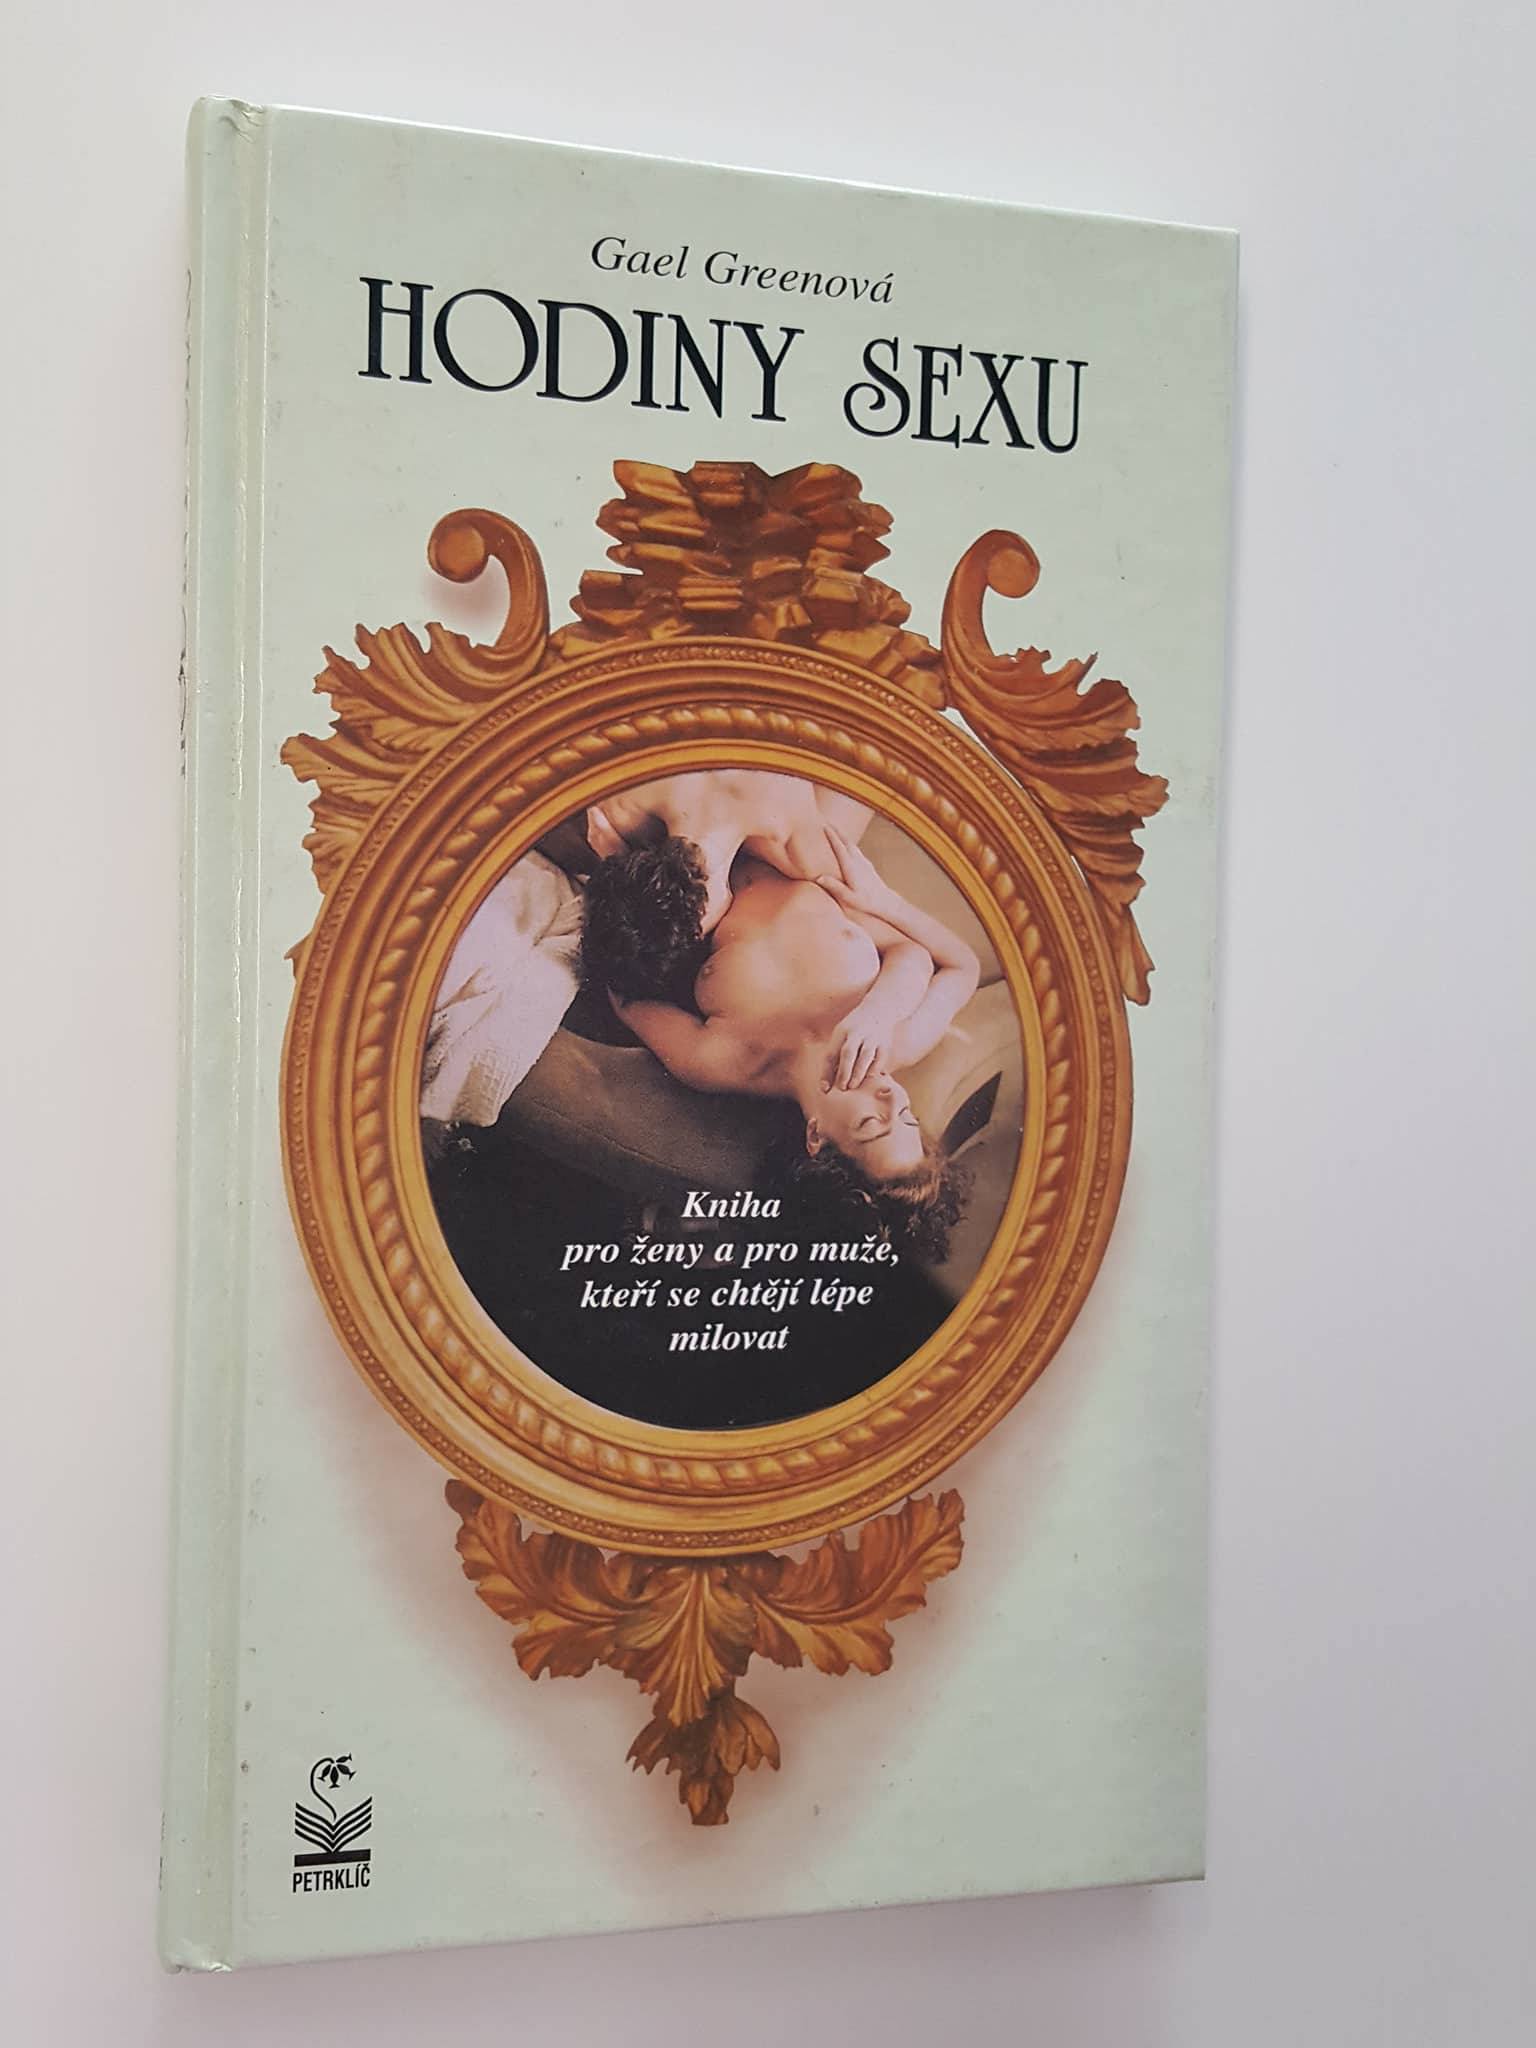 Gael Greenová
HODINY SEXU
Kniha
pro ženy a pro muže,
kteří se chtějí lépe
milovat
PETRKLÍČ